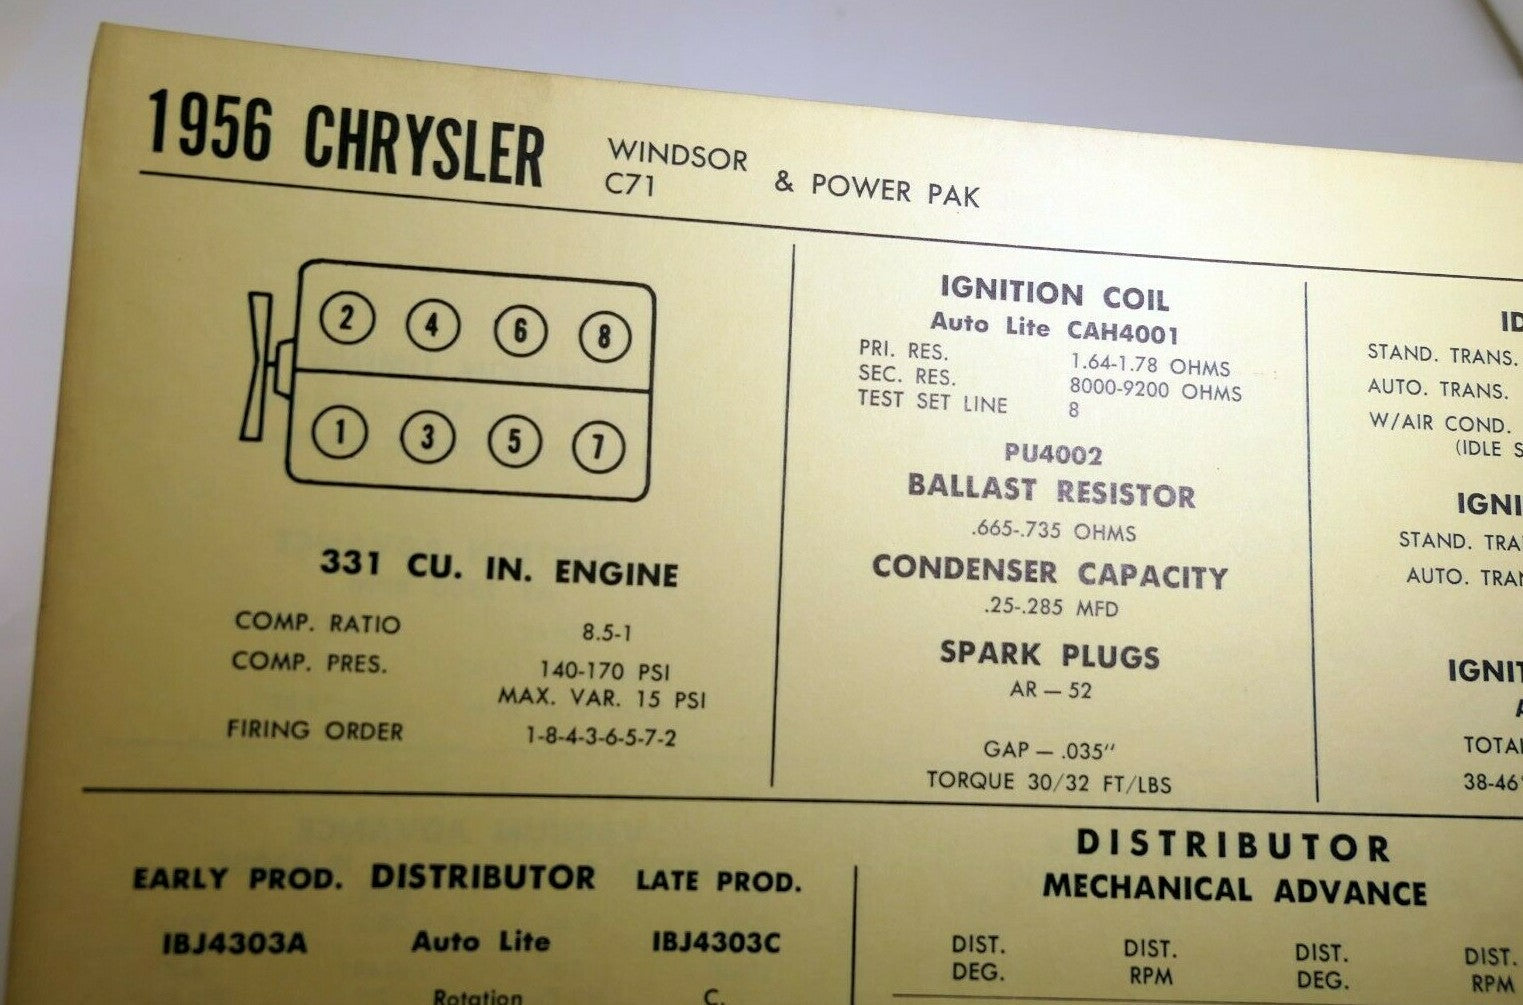 1956 CHRYSLER WINDSOR C71 & POWER PAK
2 4 6 8
1 3 5 7
331 CU. IN. ENGINE
COMP. RATIO 8.5-1
COMP. PRES. 140-170 PSI
MAX. VAR. 15 PSI
FIRING ORDER 1-8-4-3-6-5-7-2
IGNITION COIL
Auto Lite CAH4001
PRI. RES. 1.64-1.78 OHMS
SEC. RES. 8000-9200 OHMS
TEST SET LINE 8
PU4002
BALLAST RESISTOR
.665-.735 OHMS
CONDENSER CAPACITY
.25-.285 MFD
SPARK PLUGS
AR — 52
GAP — .035"
TORQUE 30/32 FT/LBS
STAND. TRANS.
AUTO. TRANS.
W/AIR COND.
(IDLE
STAND.
AUTO.
38-46
EARLY PROD. DISTRIBUTOR LATE PROD.
IBJ4303A Auto Lite IBJ4303C
Rotation C.
DISTRIBUTOR
MECHANICAL ADVANCE
DIST. DIST. DIST. DIST.
DEG. RPM DEG. RPM